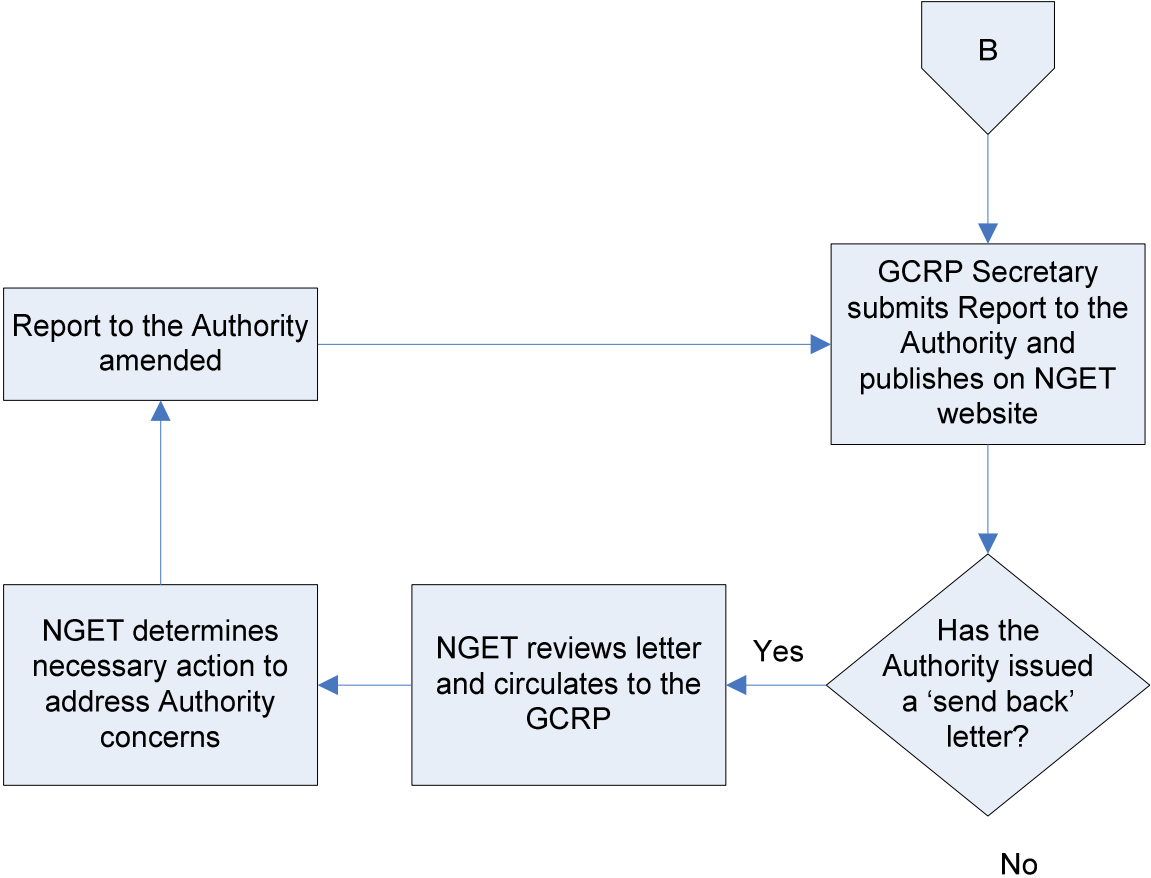 B
GCRP Secretary
submits Report to the
Authority and
publishes on NGET
website
Report to the Authority
amended
NGET determines
necessary action to
address Authority
concerns
NGET reviews letter
and circulates to the
GCRP
Yes
Has the
Authority issued
a ‘send back’
letter?
No